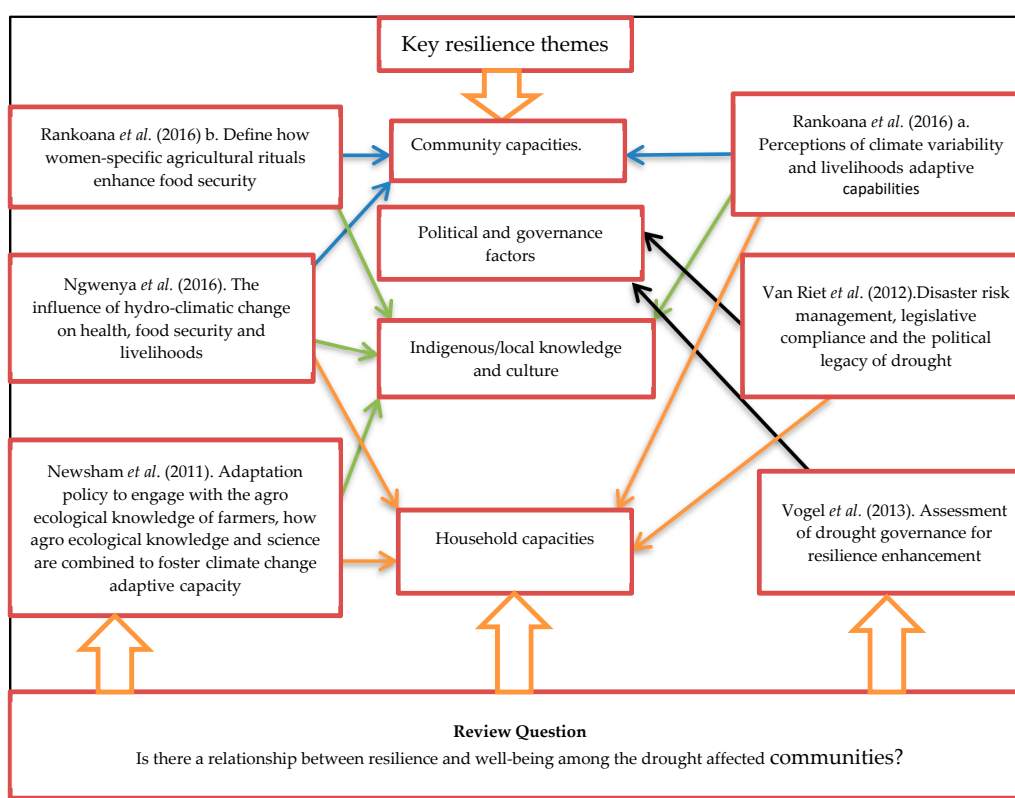 Key resilience themes
Rankoana et al. (2016) b. Define how
women-specific agricultural rituals
enhance food security
Community capacities.
Rankoana et al. (2016) a.
Perceptions of climate variability
and livelihoods adaptive
capabilities
Political and governance
factors
Ngwenya et al. (2016). The
influence of hydro-climatic change
on health, food security and
livelihoods
Van Riet et al. (2012).Disaster risk
management, legislative
compliance and the political
legacy of drought
Indigenous/local knowledge
and culture
Newsham et al. (2011). Adaptation
policy to engage with the agro
ecological knowledge of farmers, how
agro ecological knowledge and science
are combined to foster climate change
adaptive capacity
Household capacities
Vogel et al. (2013). Assessment
of drought governance for
resilience enhancement
Review Question
Is there a relationship between resilience and well-being among the drought affected communities?